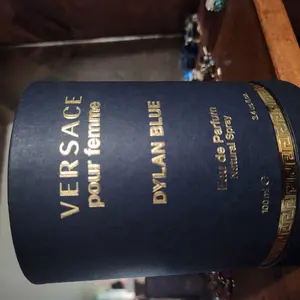 VERSACE
pour femme
DYLAN BLUE
Eau de Parfum
Natural Spray
100 ml ℮ 3.4 fl.oz